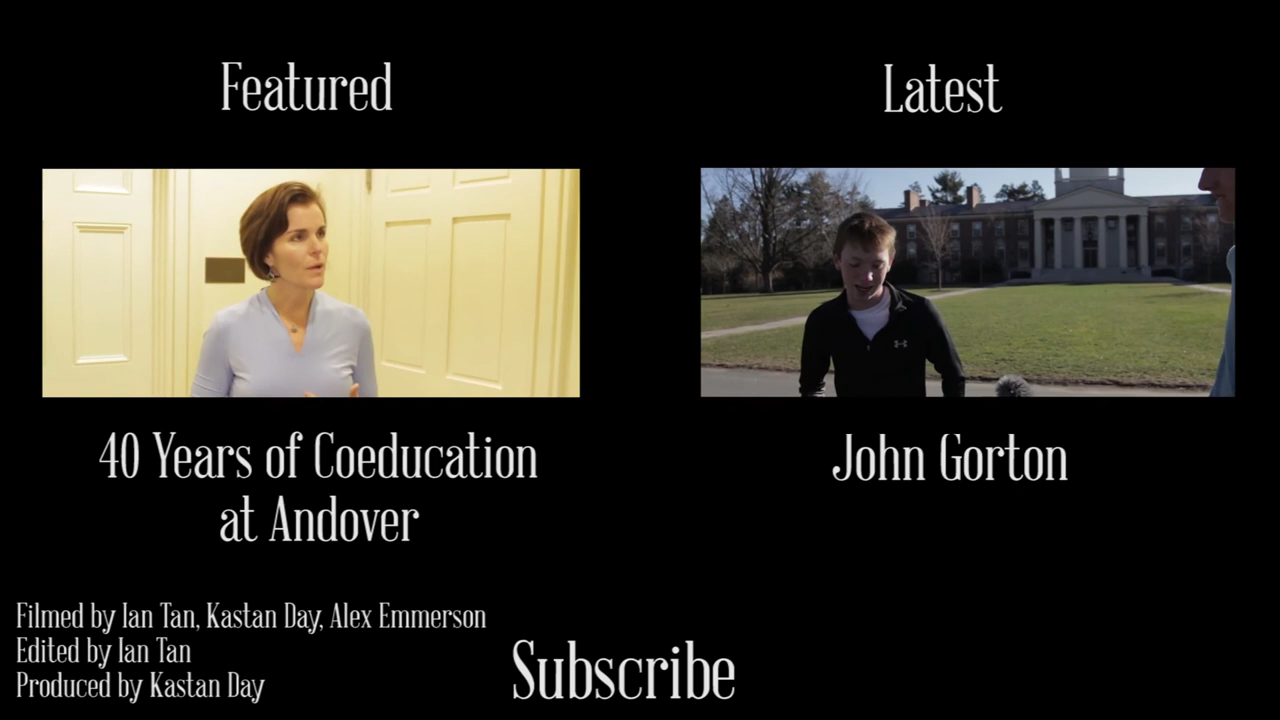 Featured
Latest
40 Years of Coeducation
at Andover
John Gorton
Filmed by Ian Tan, Kastan Day, Alex Emmerson
Edited by Ian Tan
Produced by Kastan Day
Subscribe